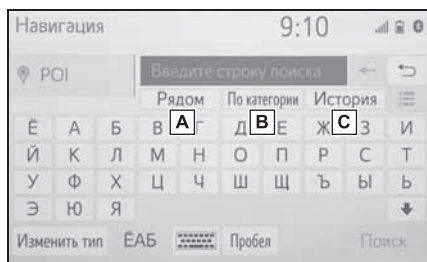 Навигация 9:10
POI Введите строку поиска
Рядом По категории История
A B C
Ё А Б В Г Д Е Ж З И
Й К Л М Н О П Р С Т
У Ф Х Ц Ч Ш Щ Ъ Ы Ь
Э Ю Я
Изменить тип ЁАБ Пробел Поиск